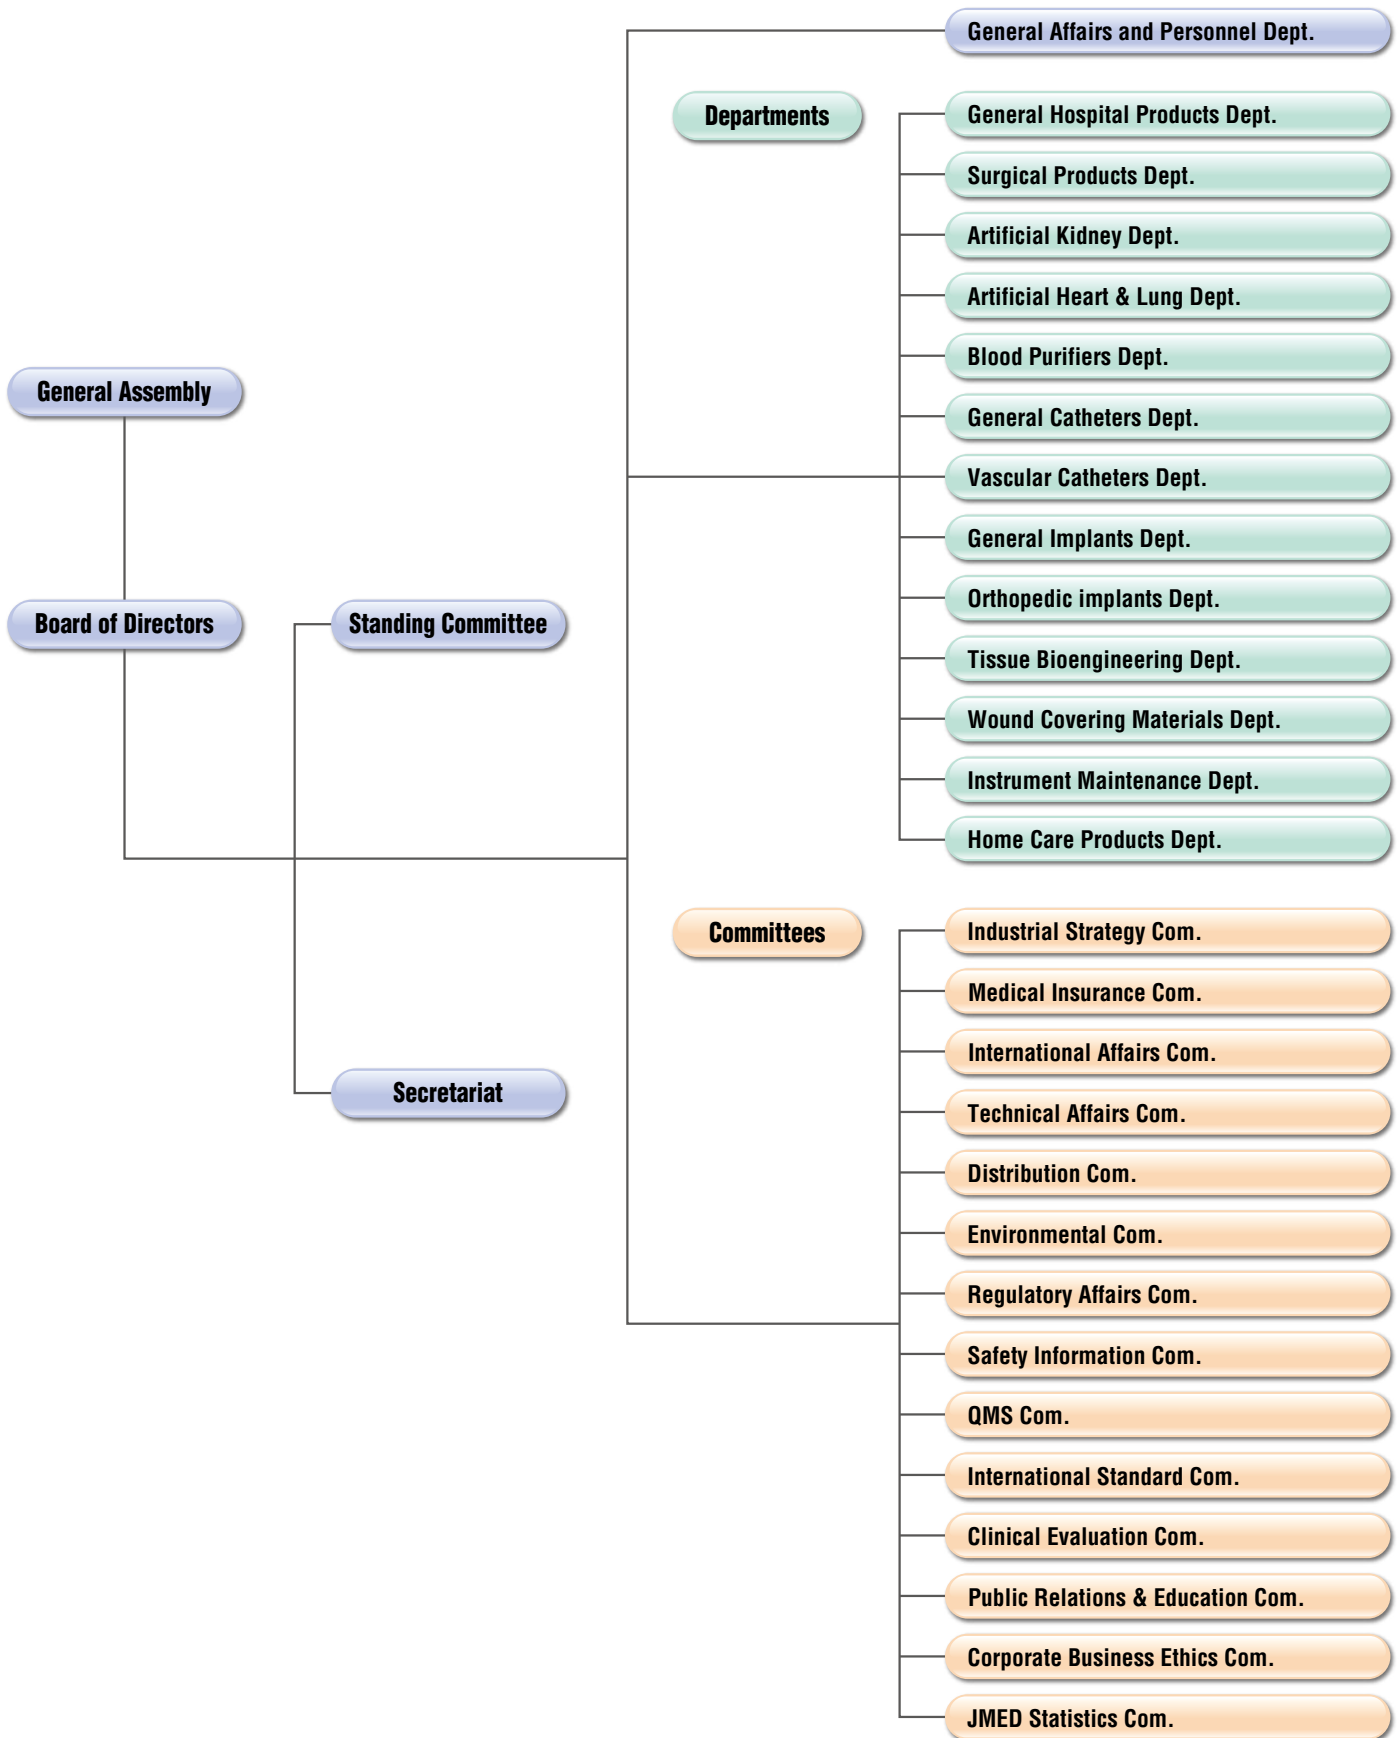 General Affairs and Personnel Dept.
Departments
General Hospital Products Dept.
Surgical Products Dept.
Artificial Kidney Dept.
Artificial Heart & Lung Dept.
Blood Purifiers Dept.
General Assembly
General Catheters Dept.
Vascular Catheters Dept.
General Implants Dept.
Orthopedic implants Dept.
Board of Directors
Standing Committee
Tissue Bioengineering Dept.
Wound Covering Materials Dept.
Instrument Maintenance Dept.
Home Care Products Dept.
Committees
Industrial Strategy Com.
Medical Insurance Com.
International Affairs Com.
Secretariat
Technical Affairs Com.
Distribution Com.
Environmental Com.
Regulatory Affairs Com.
Safety Information Com.
QMS Com.
International Standard Com.
Clinical Evaluation Com.
Public Relations & Education Com.
Corporate Business Ethics Com.
JMED Statistics Com.